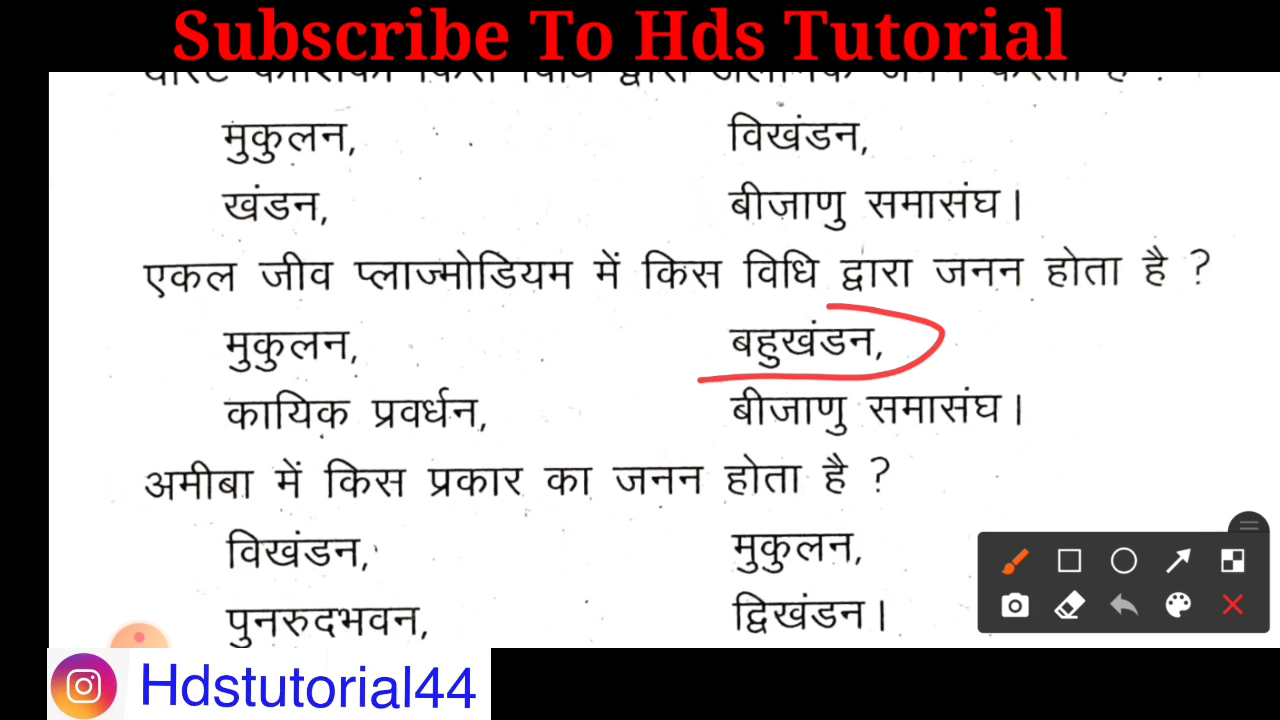 Subscribe To Hds Tutorial
द्वारा
मुकुलन, विखंडन,
खंडन, बीजाणु समासंघ।
एकल जीव प्लाज्मोडियम में किस विधि द्वारा जनन होता है ?
मुकुलन, बहुखंडन,
कायिक प्रवर्धन, बीजाणु समासंघ।
अमीबा में किस प्रकार का जनन होता है ?
विखंडन, मुकुलन,
पुनरुदभवन, द्विखंडन।
Hdstutorial44